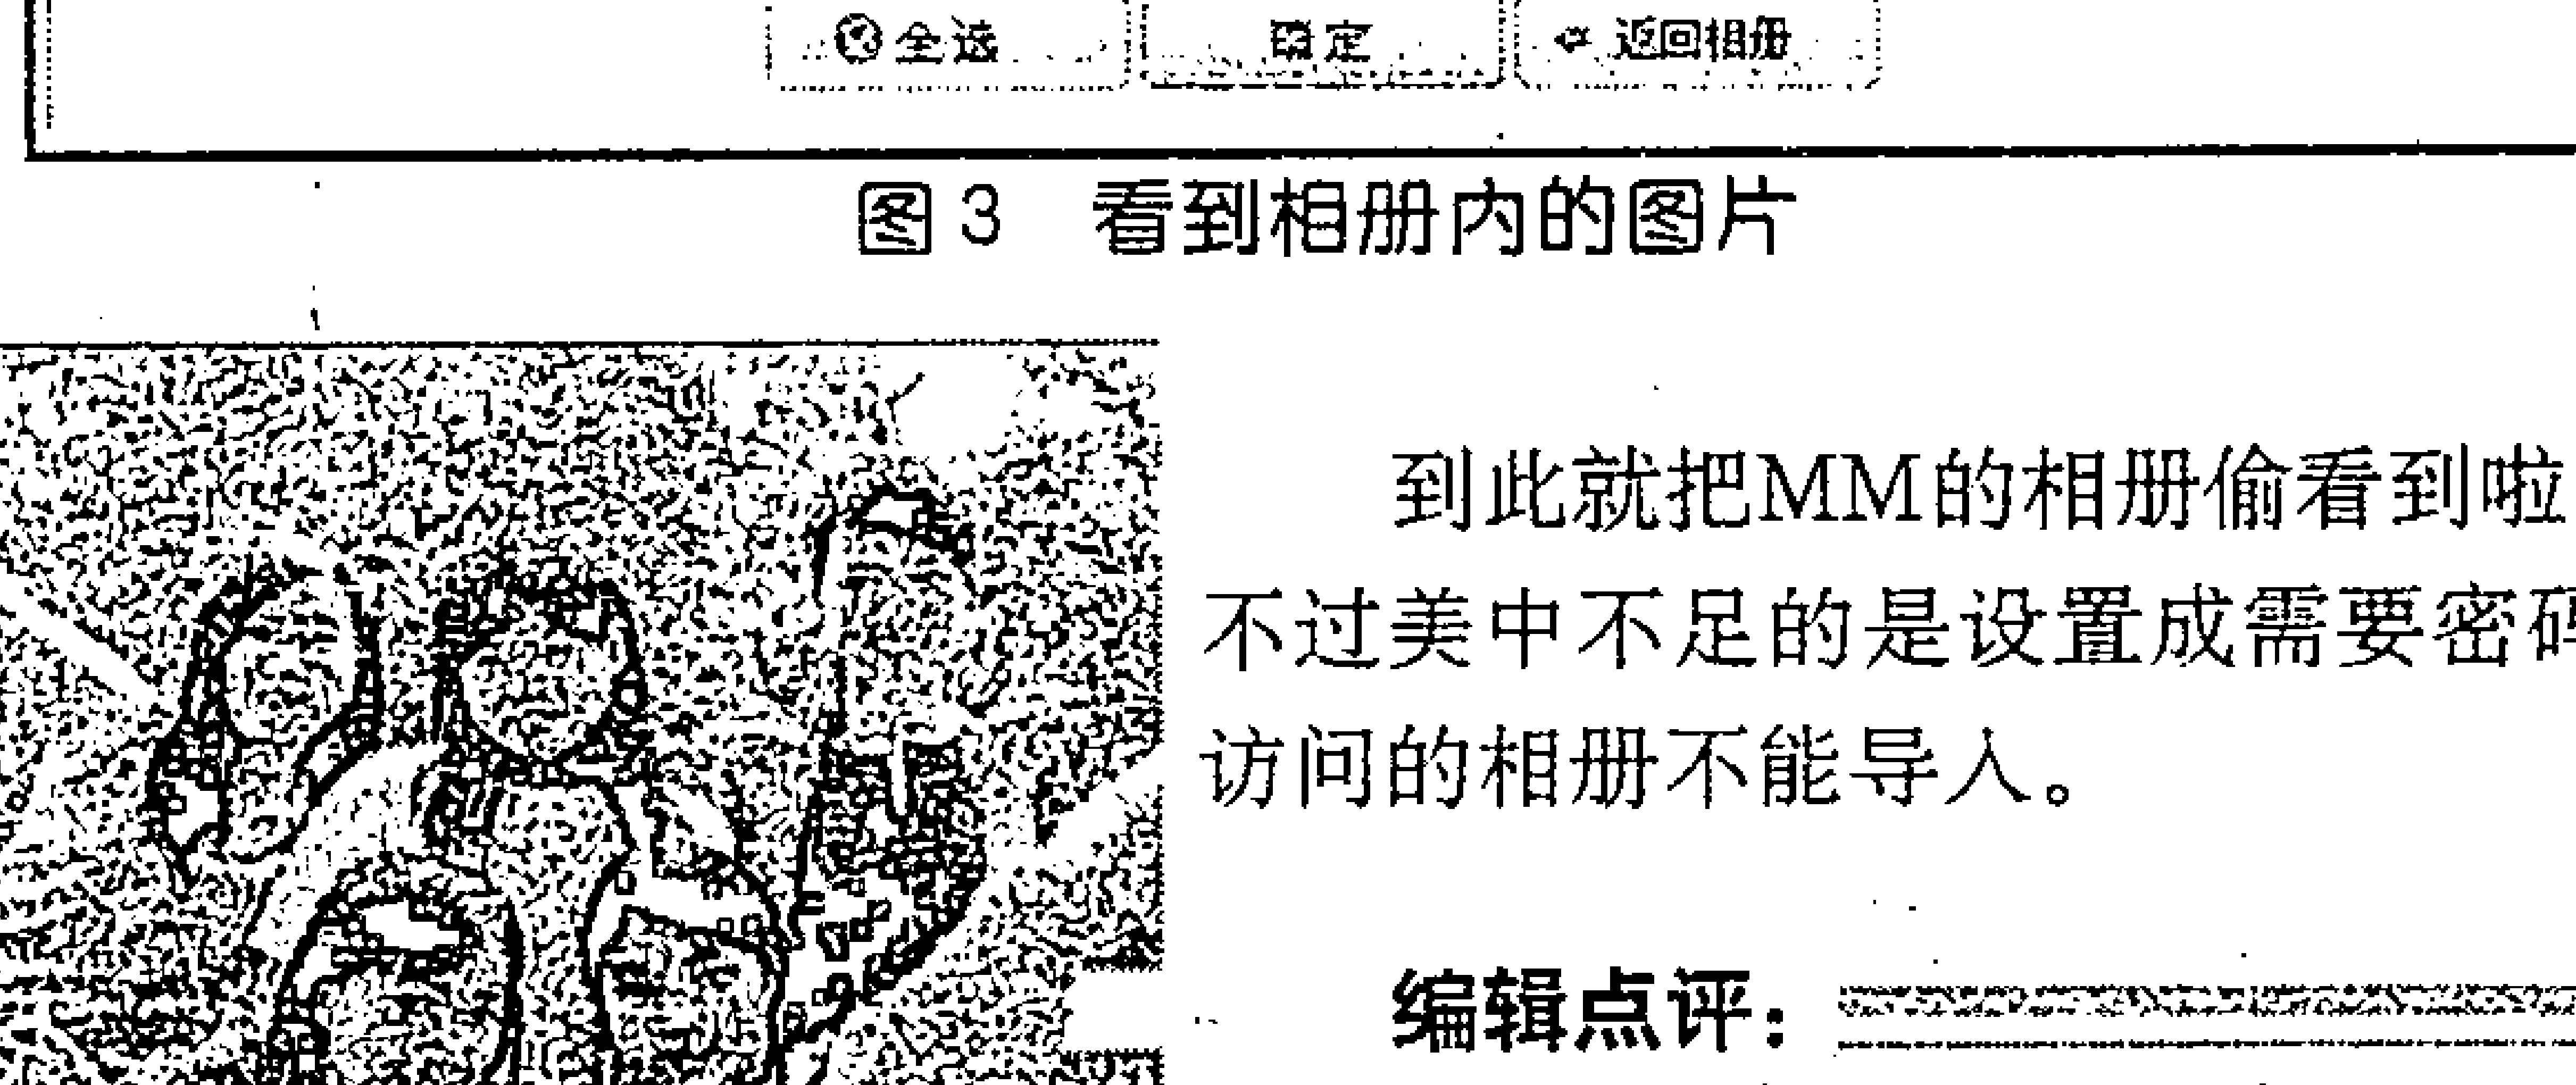 全选 确定 返回相册
图3 看到相册内的图片
到此就把MM的相册偷看到啦
不过美中不足的是设置成需要密码
访问的相册不能导入。
编辑点评：